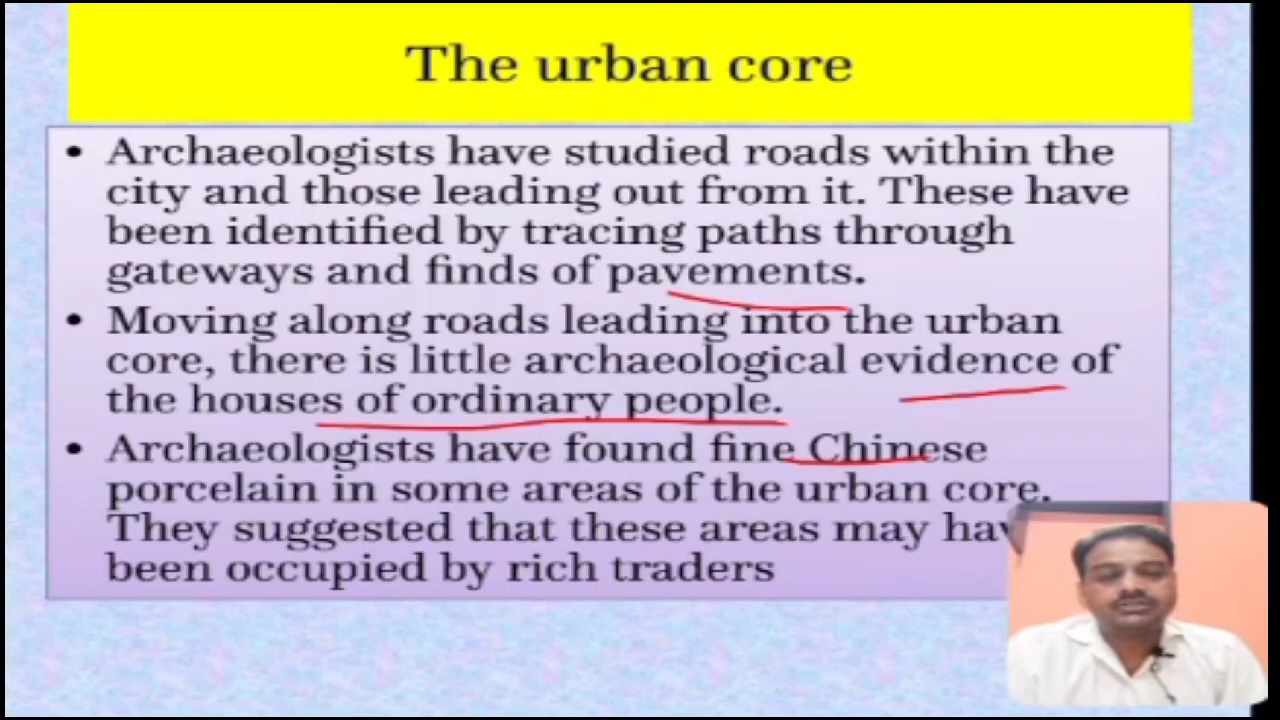 The urban core
• Archaeologists have studied roads within the
city and those leading out from it. These have
been identified by tracing paths through
gateways and finds of pavements.
• Moving along roads leading into the urban
core, there is little archaeological evidence of
the houses of ordinary people.
• Archaeologists have found fine Chinese
porcelain in some areas of the urban core.
They suggested that these areas may hav
been occupied by rich traders